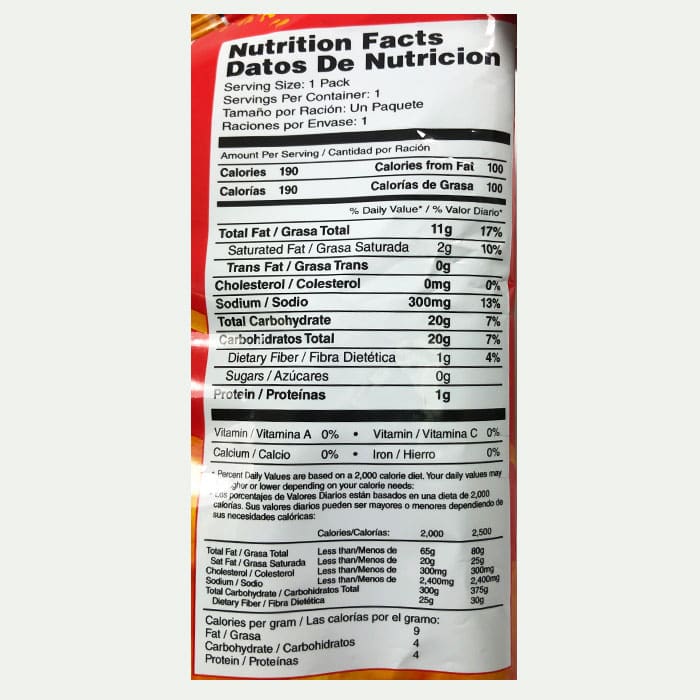 Nutrition Facts
Datos De Nutricion
Serving Size: 1 Pack
Servings Per Container: 1
Tamaño por Ración: Un Paquete
Raciones por Envase: 1
Amount Per Serving / Cantidad por Ración
Calories 190 Calories from Fat 100
Calorías 190 Calorías de Grasa 100
% Daily Value* / % Valor Diario*
Total Fat / Grasa Total 11g 17%
Saturated Fat / Grasa Saturada 2g 10%
Trans Fat / Grasa Trans 0g
Cholesterol / Colesterol 0mg 0%
Sodium / Sodio 300mg 13%
Total Carbohydrate 20g 7%
Carbohidratos Total 20g 7%
Dietary Fiber / Fibra Dietética 1g 4%
Sugars / Azúcares 0g
Protein / Proteínas 1g
Vitamin / Vitamina A 0% • Vitamin / Vitamina C 0%
Calcium / Calcio 0% • Iron / Hierro 0%
* Percent Daily Values are based on a 2,000 calorie diet. Your daily values may
or lower depending on your calorie needs:
Los porcentajes de Valores Diarios están basados en una dieta de 2,000
calorías. Sus valores diarios pueden ser mayores o menores dependiendo de
sus necesidades calóricas:
Calories/Calorías: 2,000 2,500
Total Fat / Grasa Total Less than/Menos de 65g 80g
Sat Fat / Grasa Saturada Less than/Menos de 20g 25g
Cholesterol / Colesterol Less than/Menos de 300mg 300mg
Sodium / Sodio Less than/Menos de 2,400mg 2,400mg
Total Carbohydrate / Carbohidratos Total 300g 375g
Dietary Fiber / Fibra Dietética 25g 30g
Calories per gram / Las calorías por el gramo:
Fat / Grasa 9
Carbohydrate / Carbohidratos 4
Protein / Proteínas 4